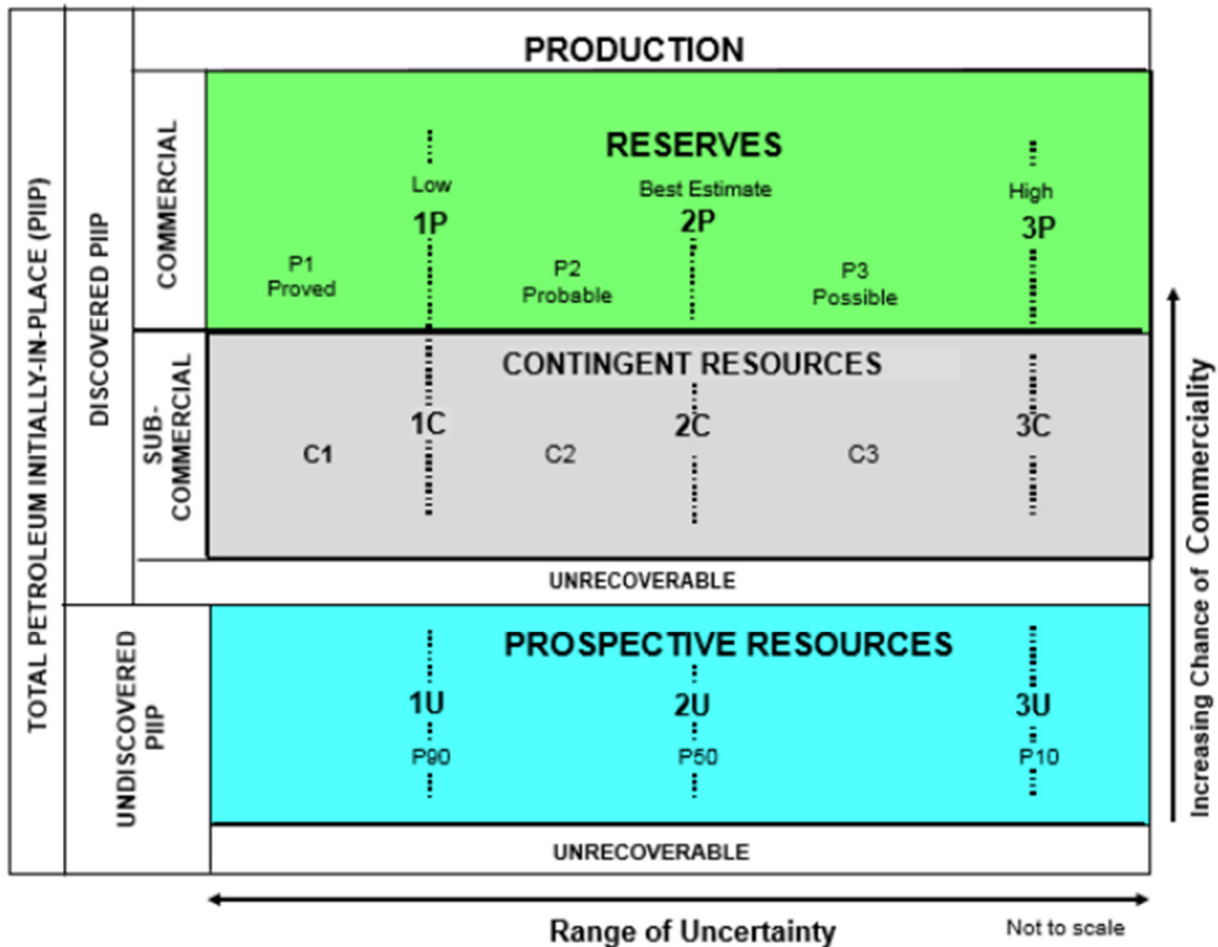 TOTAL PETROLEUM INITIALLY-IN-PLACE (PIIP)
DISCOVERED PIIP
PRODUCTION
COMMERCIAL
RESERVES
Low
Best Estimate
High
1P
2P
3P
P1
Proved
P2
Probable
P3
Possible
SUB-
COMMERCIAL
CONTINGENT RESOURCES
1C
2C
3C
C1
C2
C3
UNRECOVERABLE
UNDISCOVERED
PIIP
PROSPECTIVE RESOURCES
1U
2U
3U
P90
P50
P10
UNRECOVERABLE
Increasing Chance of Commerciality
Range of Uncertainty
Not to scale